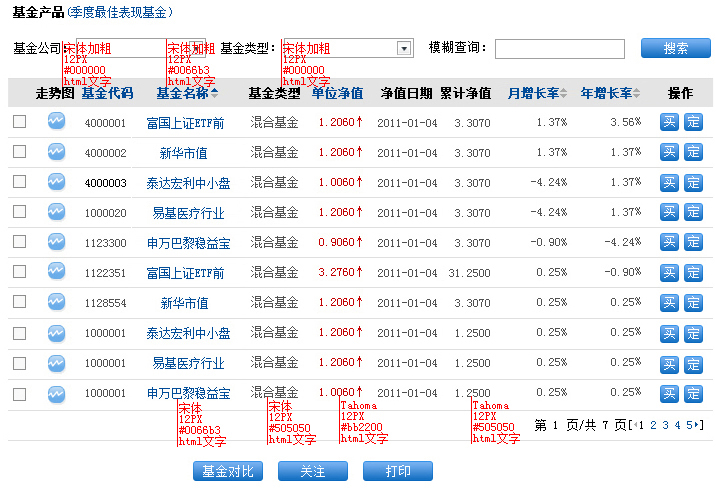 基金产品(季度最佳表现基金)
基金公司: 基金类型: 模糊查询: 搜索
宋体加粗 宋体加粗 宋体加粗
12PX 12PX 12PX
#000000 #0066b3 #000000
html文字 html文字 html文字
走势图 基金代码 基金名称 基金类型 单位净值 净值日期 累计净值 月增长率 年增长率 操作
4000001 富国上证ETF前 混合基金 1.2060↑ 2011-01-04 3.3070 1.37% 3.56% 买 定
4000002 新华市值 混合基金 1.2060↑ 2011-01-04 3.3070 1.37% 1.37% 买 定
4000003 泰达宏利中小盘 混合基金 1.0060↑ 2011-01-04 3.3070 -4.24% 1.37% 买 定
1000020 易基医疗行业 混合基金 1.2060↑ 2011-01-04 3.3070 -4.24% 1.37% 买 定
1123300 申万巴黎稳益宝 混合基金 0.9060↑ 2011-01-04 3.3070 -0.90% -4.24% 买 定
1122351 富国上证ETF前 混合基金 3.2760↑ 2011-01-04 31.2500 0.25% -0.90% 买 定
1128554 新华市值 混合基金 1.2060↑ 2011-01-04 3.3070 0.25% 0.25% 买 定
1000001 泰达宏利中小盘 混合基金 1.2060↑ 2011-01-04 1.2500 0.25% 0.25% 买 定
1000001 易基医疗行业 混合基金 1.2060↑ 2011-01-04 1.2500 0.25% 0.25% 买 定
1000001 申万巴黎稳益宝 混合基金 1.0060↑ 2011-01-04 1.2500 0.25% 0.25% 买 定
宋体 宋体 Tahoma Tahoma
12PX 12PX 12PX 12PX
#0066b3 #505050 #bb2200 #505050
html文字 html文字 html文字 html文字
第 1 页/共 7 页[1 2 3 4 5]
基金对比 关注 打印